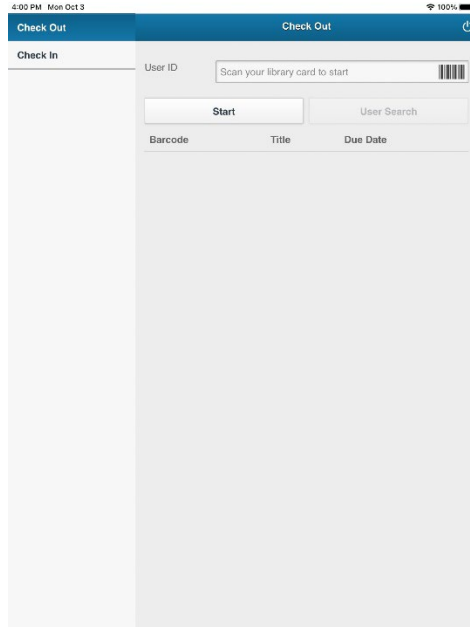 4:00 PM Mon Oct 3 100%
Check Out
Check Out
Check In
User ID
Scan your library card to start
Start User Search
Barcode Title Due Date